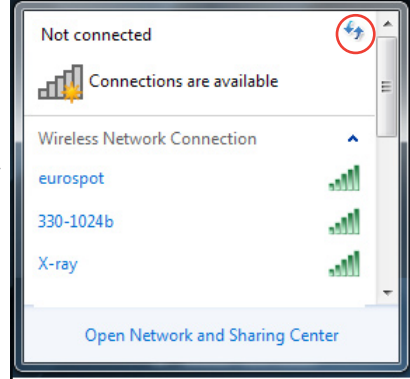 Not connected
Connections are available
Wireless Network Connection
eurospot
330-1024b
X-ray
Open Network and Sharing Center